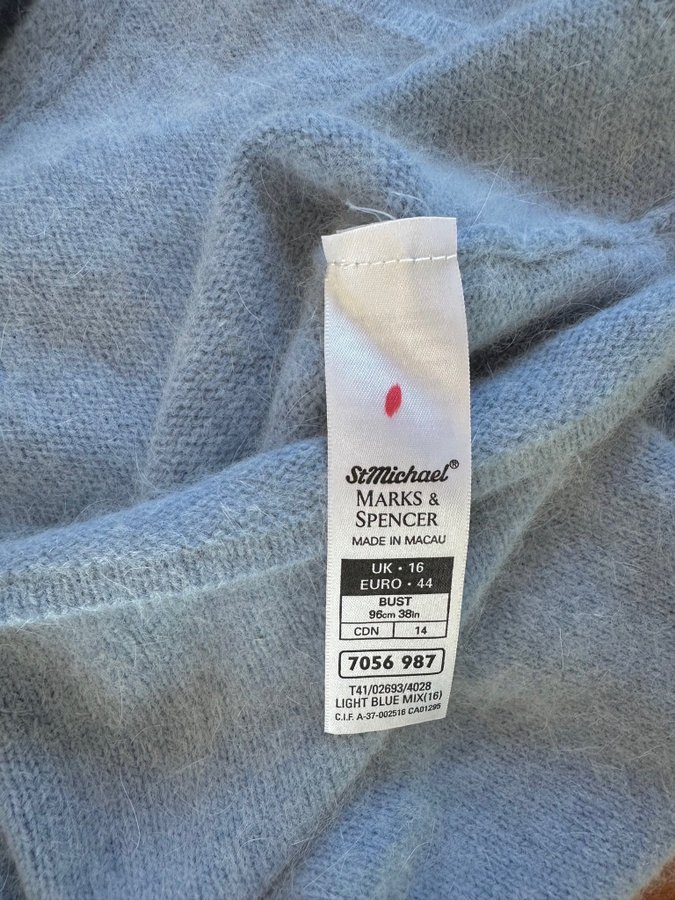 StMichael®
MARKS &
SPENCER
MADE IN MACAU
UK • 16
EURO • 44
BUST
96cm 38in
CDN 14
7056 987
T41/02693/4028
LIGHT BLUE MIX(16)
C.I.F. A-37-002516 CA01295